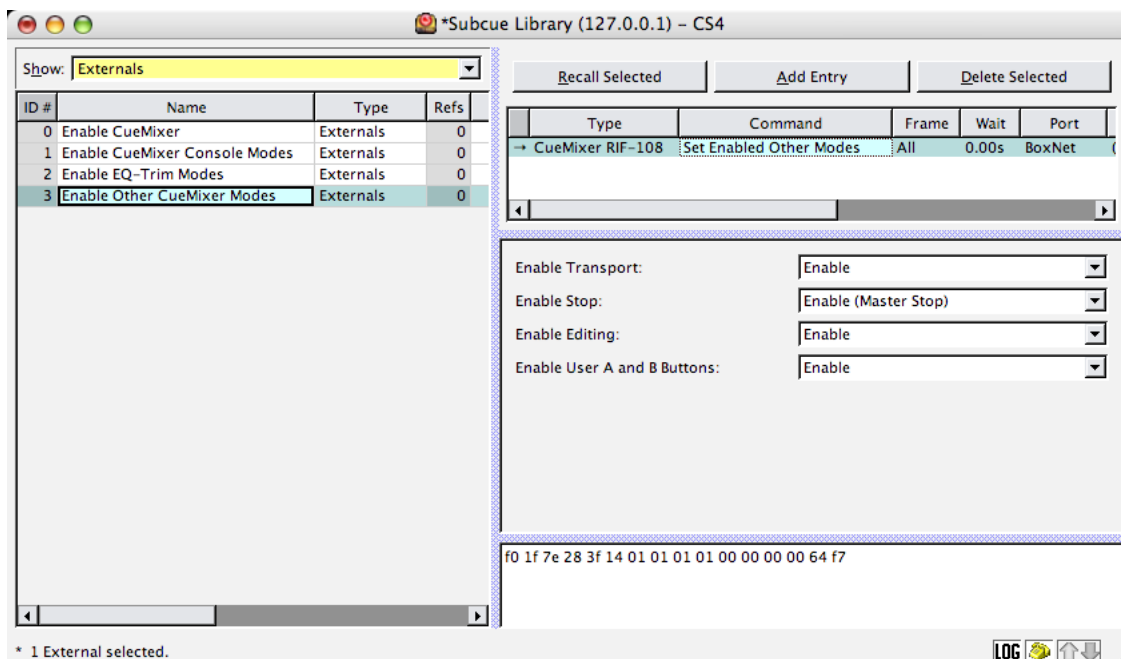 *Subcue Library (127.0.0.1) – CS4
Show: Externals
ID # Name Type Refs
0 Enable CueMixer Externals 0
1 Enable CueMixer Console Modes Externals 0
2 Enable EQ-Trim Modes Externals 0
3 Enable Other CueMixer Modes Externals 0
Recall Selected Add Entry Delete Selected
Type Command Frame Wait Port
→ CueMixer RIF-108 Set Enabled Other Modes All 0.00s BoxNet (
Enable Transport: Enable
Enable Stop: Enable (Master Stop)
Enable Editing: Enable
Enable User A and B Buttons: Enable
f0 1f 7e 28 3f 14 01 01 01 01 00 00 00 00 64 f7
* 1 External selected.
LOG